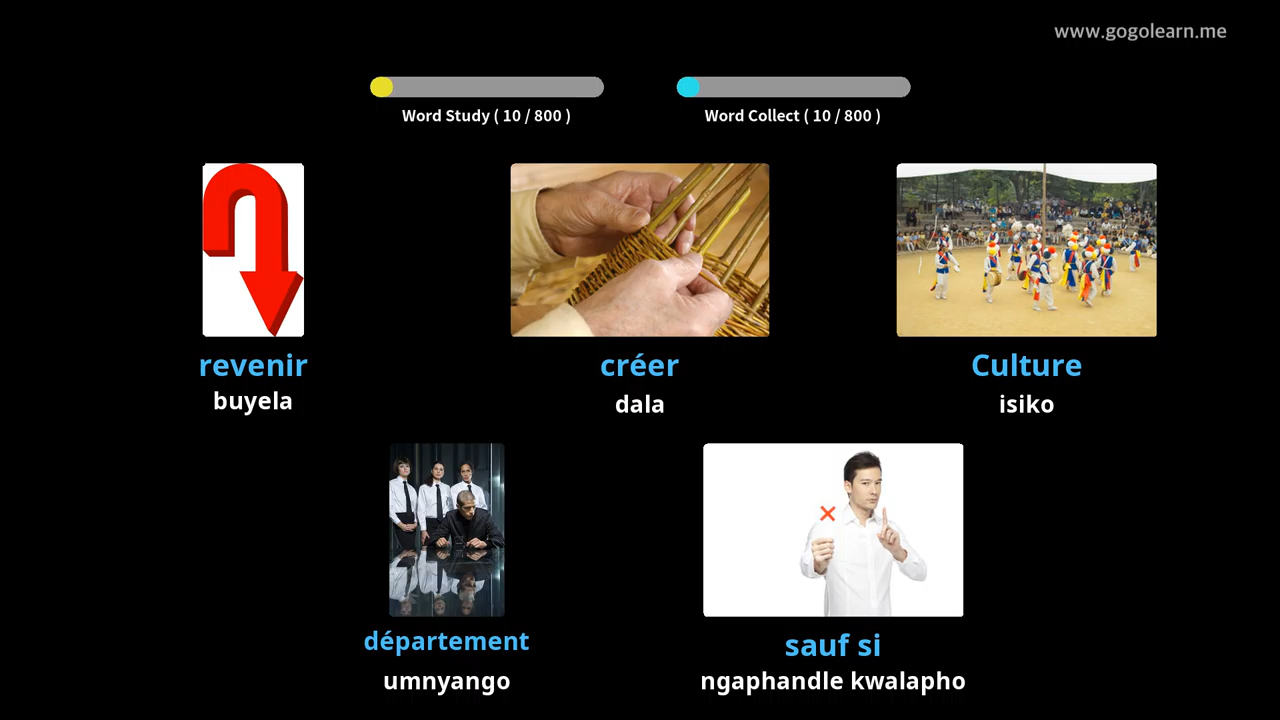 www.gogolearn.me
Word Study ( 10 / 800 )
Word Collect ( 10 / 800 )
revenir
buyela
créer
dala
Culture
isiko
département
umnyango
sauf si
ngaphandle kwalapho